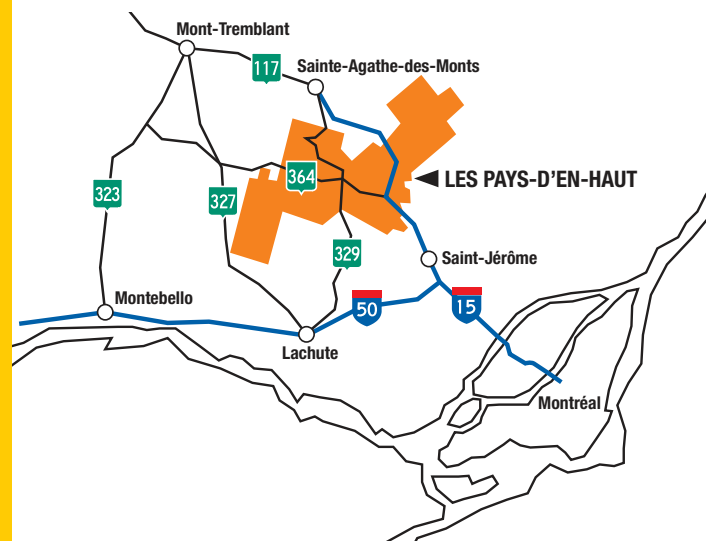 Mont-Tremblant
117
Sainte-Agathe-des-Monts
364
LES PAYS-D'EN-HAUT
323
327
329
Saint-Jérôme
Montebello
50
15
Lachute
Montréal